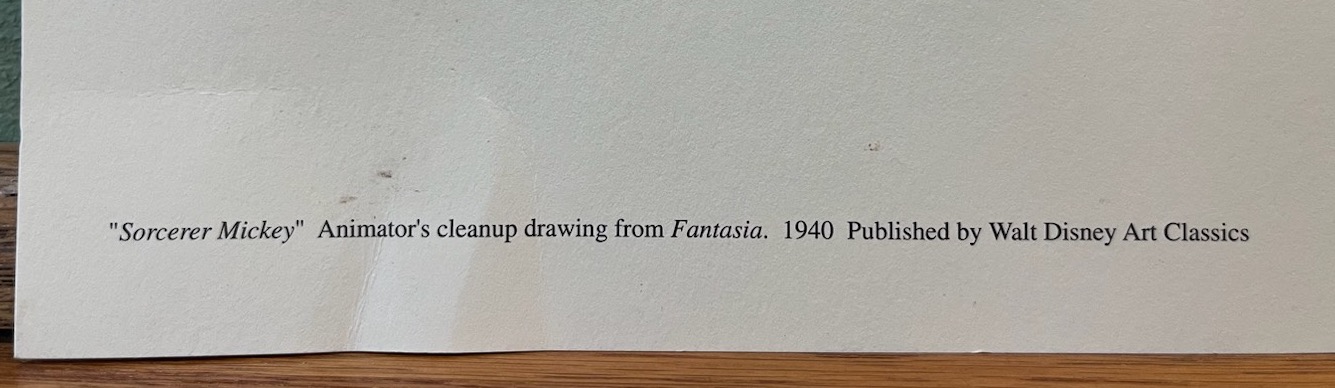 "Sorcerer Mickey"  Animator's cleanup drawing from Fantasia.  1940  Published by Walt Disney Art Classics